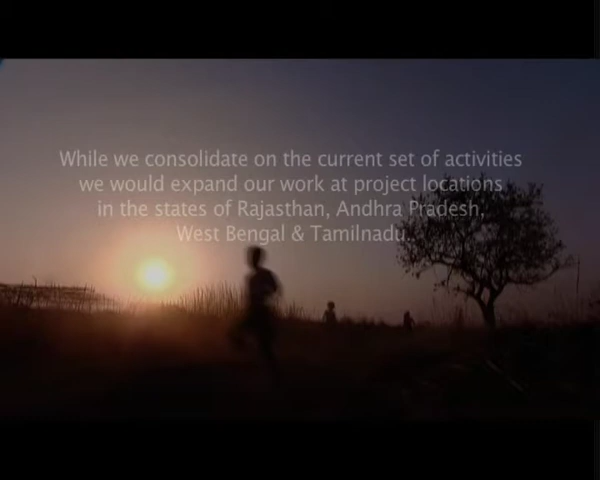 While we consolidate on the current set of activities
we would expand our work at project locations
in the states of Rajasthan, Andhra Pradesh,
West Bengal & Tamilnadu.